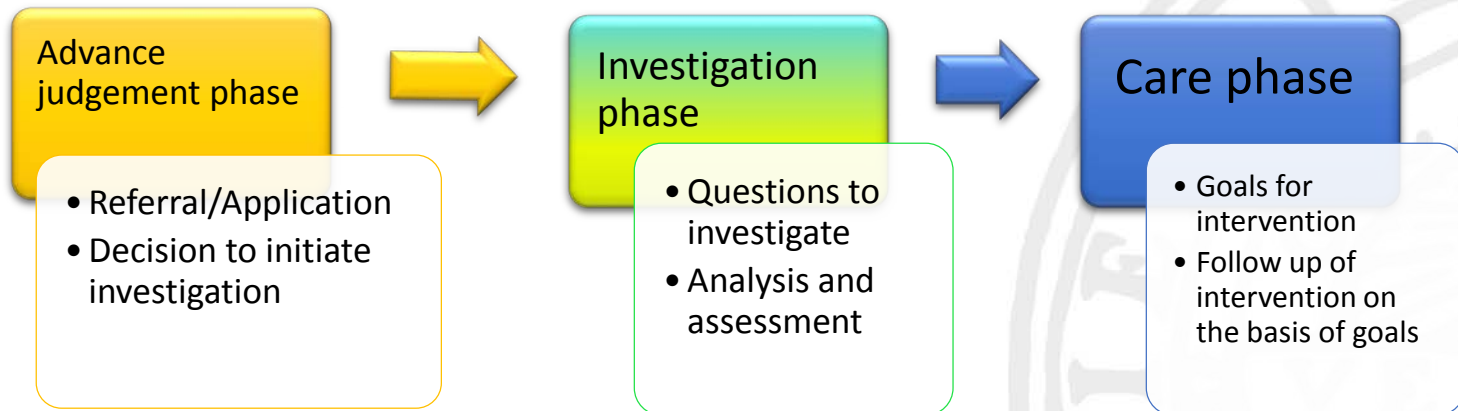 Advance
judgement phase
• Referral/Application
• Decision to initiate
investigation
Investigation
phase
• Questions to
investigate
• Analysis and
assessment
Care phase
• Goals for
intervention
• Follow up of
intervention on
the basis of goals